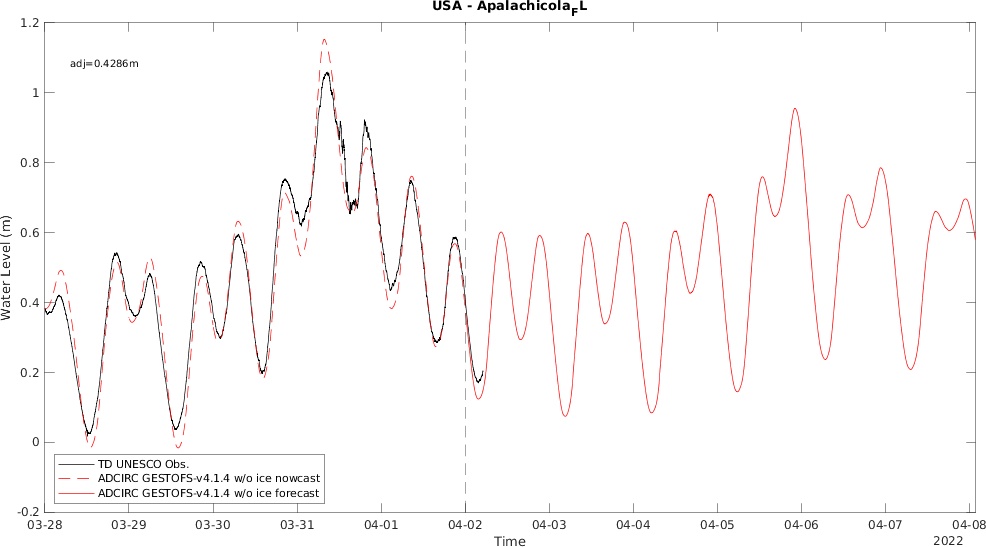 USA - Apalachicola_FL
adj=0.4286m
1.2
1
0.8
0.6
0.4
0.2
0
-0.2
Water Level (m)
TD UNESCO Obs.
ADCIRC GESTOFS-v4.1.4 w/o ice nowcast
ADCIRC GESTOFS-v4.1.4 w/o ice forecast
03-28 03-29 03-30 03-31 04-01 04-02 04-03 04-04 04-05 04-06 04-07 04-08
Time
2022